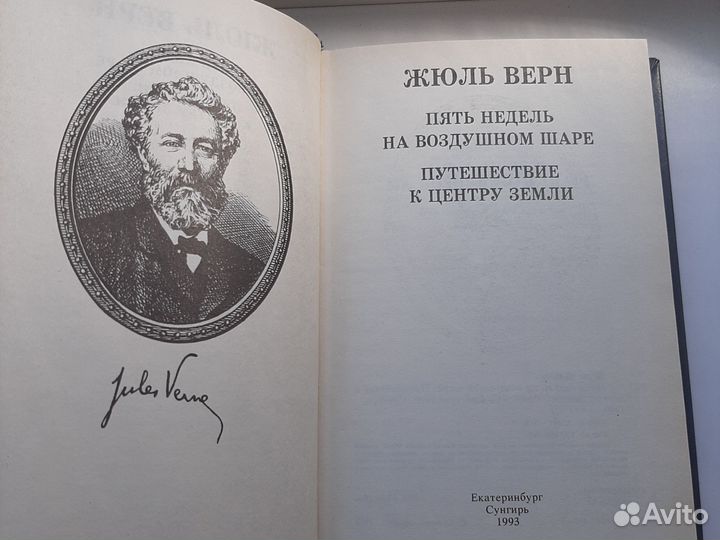 Jules Verne
ЖЮЛЬ ВЕРН
ПЯТЬ НЕДЕЛЬ
НА ВОЗДУШНОМ ШАРЕ
ПУТЕШЕСТВИЕ
К ЦЕНТРУ ЗЕМЛИ
Екатеринбург
Сунгирь
1993
Avito